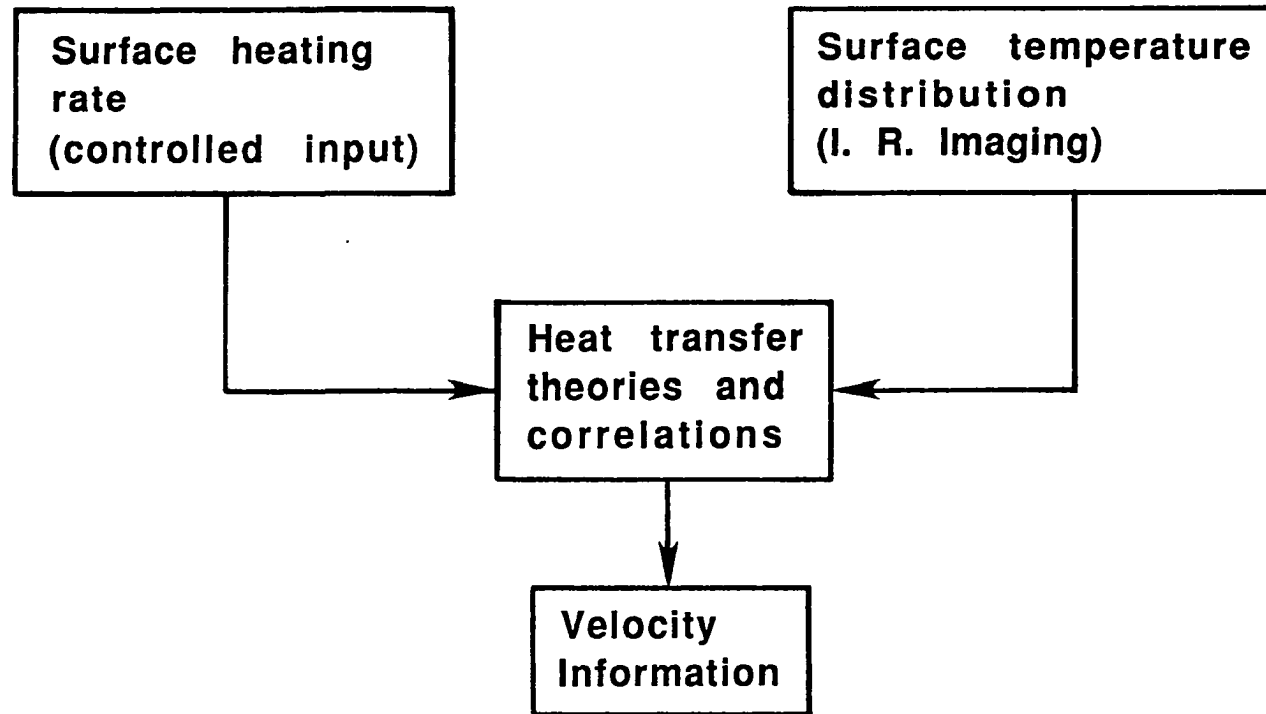 Surface heating
rate
(controlled input)
Surface temperature
distribution
(I. R. Imaging)
Heat transfer
theories and
correlations
Velocity
Information